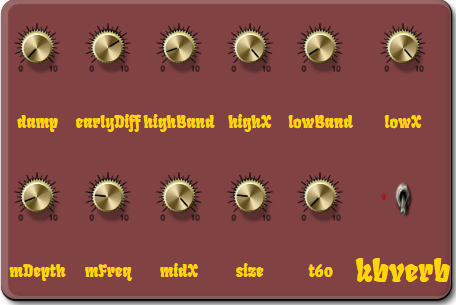 0 10 0 10 0 10 0 10 0 10 0 10
damp earlyDiff highBand highX lowBand lowX
0 10 0 10 0 10 0 10 0 10
mDepth mFreq midX size t60 kbverb